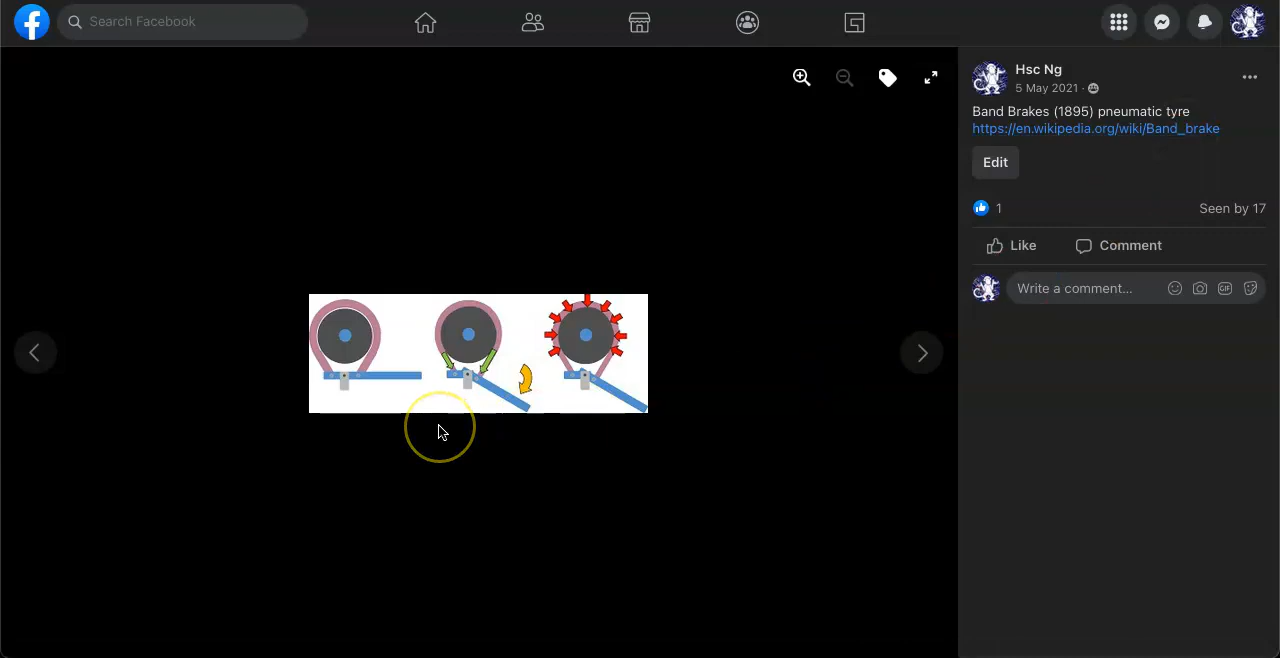 Search Facebook
Hsc Ng
5 May 2021 ·
Band Brakes (1895) pneumatic tyre
https://en.wikipedia.org/wiki/Band_brake
Edit
1
Seen by 17
Like
Comment
Write a comment...
GIF